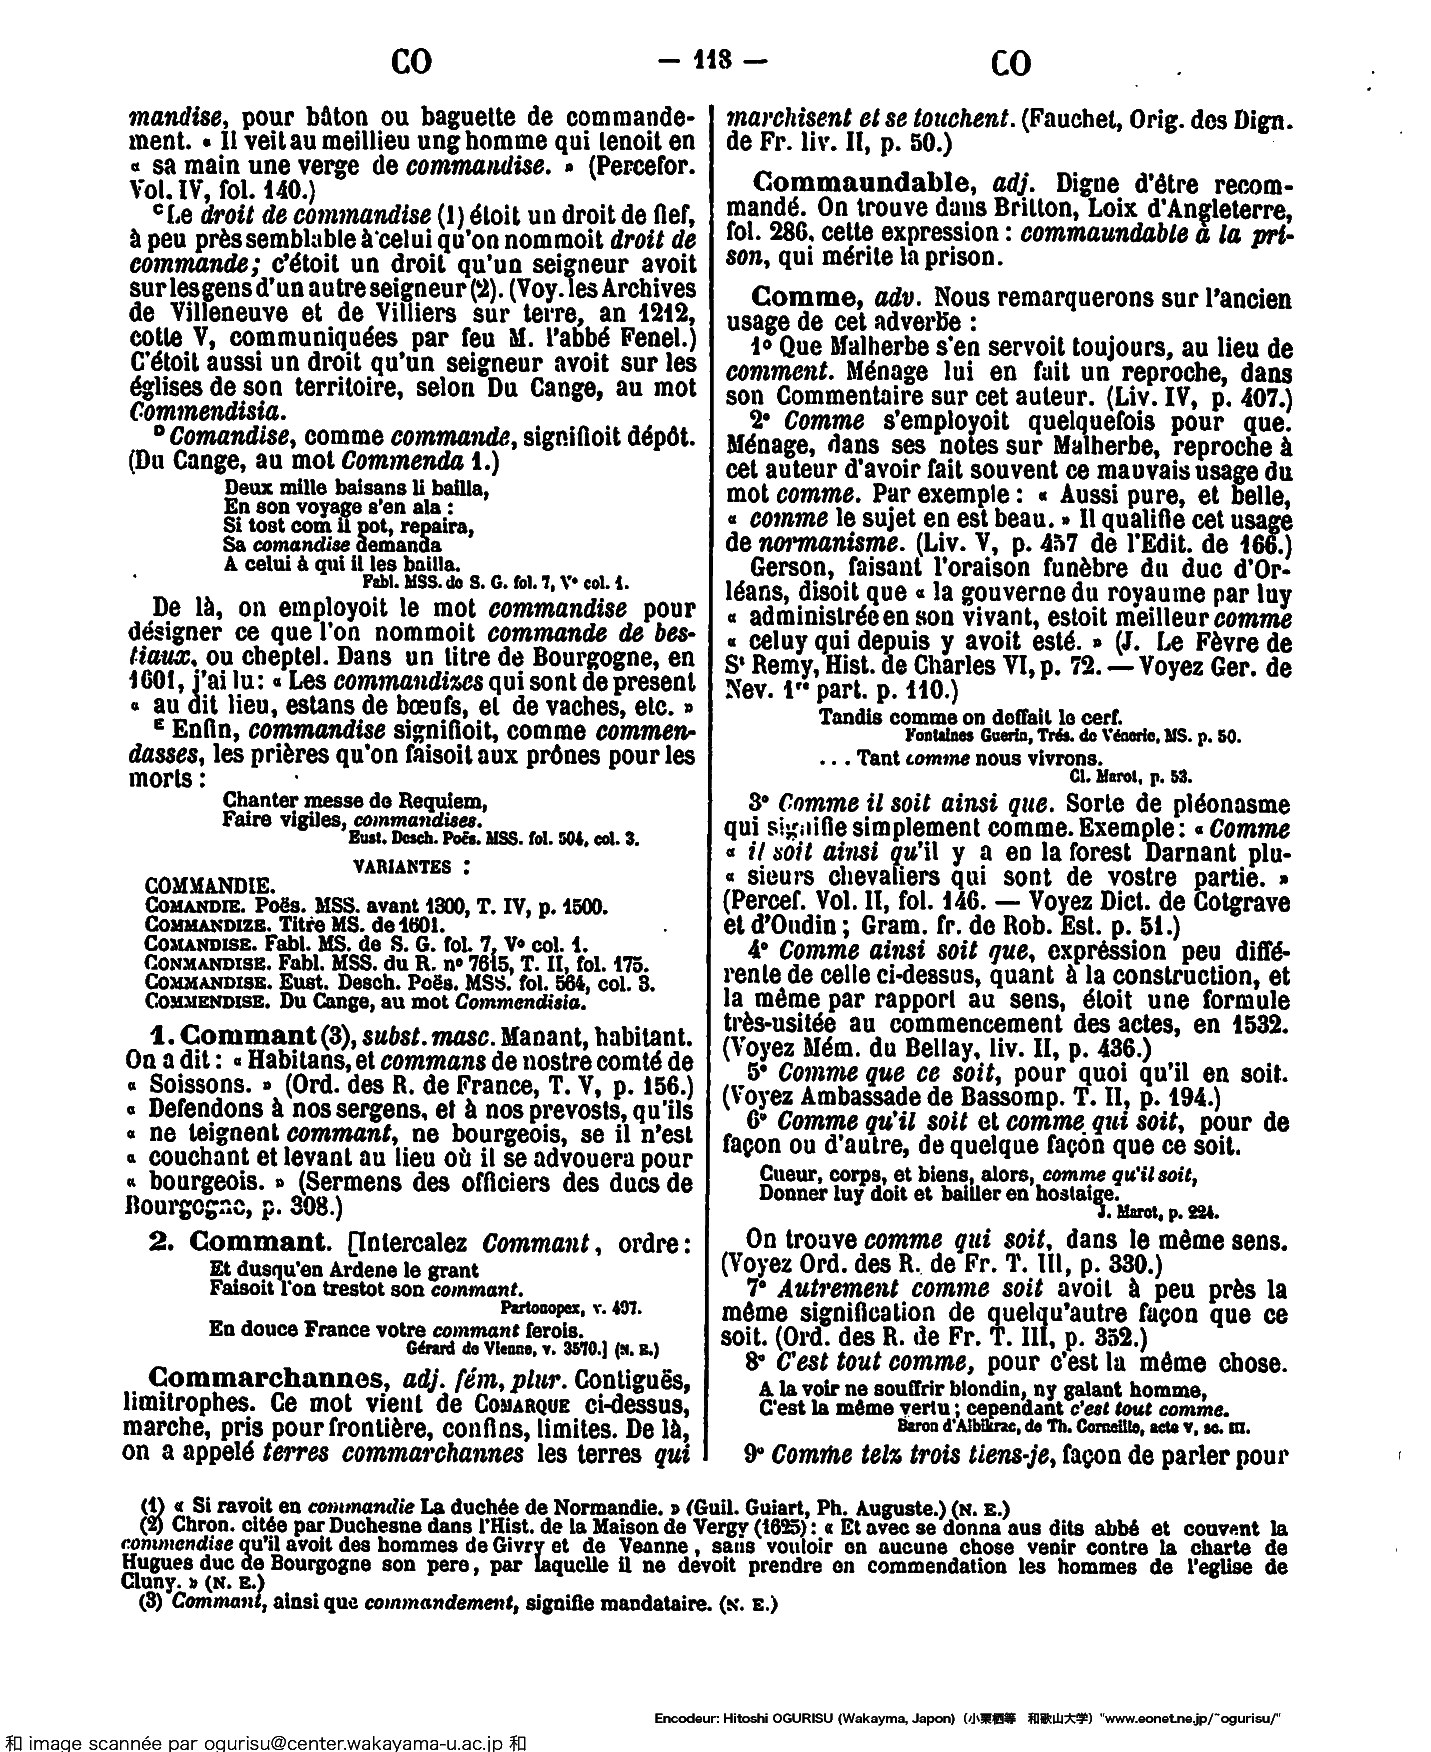 CO — 118 — CO
mandise, pour bâton ou baguette de commande-
ment. « Il veit au meillieu ung homme qui tenoit en
« sa main une verge de commandise. » (Percefor.
Vol. IV, fol. 140.)
C Le droit de commandise (1) étoit un droit de fief,
à peu près semblable à celui qu'on nommoit droit de
commande; c'étoit un droit qu'un seigneur avoit
sur les gens d'un autre seigneur (2). (Voy. les Archives
de Villeneuve et de Villiers sur terre, an 1212,
cotte V, communiquées par feu M. l'abbé Fenel.)
C'étoit aussi un droit qu'un seigneur avoit sur les
églises de son territoire, selon Du Cange, au mot
Commendisia.
D Comandise, comme commande, signifioit dépôt.
(Du Cange, au mot Commenda 1.)
Deux mille baisans li bailla,
En son voyage s'en ala :
Si tost com il pot, repaira,
Sa comandise demanda
A celui à qui il les bailla.
Fabl. MSS. de S. G. fol. 7, V° col. 1.
De là, on employoit le mot commandise pour
désigner ce que l'on nommoit commande de bes-
tiaux, ou cheptel. Dans un titre de Bourgogne, en
1601, j'ai lu : « Les commandizes qui sont de present
« au dit lieu, estans de bœufs, et de vaches, etc. »
E Enfin, commandise signifioit, comme commen-
dasses, les prières qu'on faisoit aux prônes pour les
morts :
Chanter messe de Requiem,
Faire vigiles, commandises.
Eust. Desch. Poës. MSS. fol. 504, col. 3.
VARIANTES :
COMMANDIE.
COMANDIE. Poës. MSS. avant 1300, T. IV, p. 1500.
COMMANDIZE. Titre MS. de 1601.
COMANDISE. Fabl. MS. de S. G. fol. 7, V° col. 1.
CONMANDISE. Fabl. MSS. du R. n° 7615, T. II, fol. 175.
COMMANDISE. Eust. Desch. Poës. MSS. fol. 564, col. 3.
COMMENDISE. Du Cange, au mot Commendisia.
1. Commant (3), subst. masc. Manant, habitant.
On a dit : « Habitans, et commans de nostre comté de
« Soissons. » (Ord. des R. de France, T. V, p. 156.)
« Defendons à nos sergens, et à nos prevosts, qu'ils
« ne teignent commant, ne bourgeois, se il n'est
« couchant et levant au lieu où il se advouera pour
« bourgeois. » (Sermens des officiers des ducs de
Bourgogne, p. 308.)
2. Commant. [Intercalez Commant, ordre :
Et dusqu'en Ardene le grant
Faisoit l'on trestot son commant.
Partonopex, v. 497.
En douce France votre commant ferois.
Gérard de Vienne, v. 3570.] (N. E.)
Commarchannes, adj. fém, plur. Contiguës,
limitrophes. Ce mot vient de COMARQUE ci-dessus,
marche, pris pour frontière, confins, limites. De là,
on a appelé terres commarchannes les terres qui
marchisent et se touchent. (Fauchet, Orig. des Dign.
de Fr. liv. II, p. 50.)
Commaundable, adj. Digne d'être recom-
mandé. On trouve dans Britton, Loix d'Angleterre,
fol. 286, cette expression : commaundable à la pri-
son, qui mérite la prison.
Comme, adv. Nous remarquerons sur l'ancien
usage de cet adverbe :
1° Que Malherbe s'en servoit toujours, au lieu de
comment. Ménage lui en fait un reproche, dans
son Commentaire sur cet auteur. (Liv. IV, p. 407.)
2° Comme s'employoit quelquefois pour que.
Ménage, dans ses notes sur Malherbe, reproche à
cet auteur d'avoir fait souvent ce mauvais usage du
mot comme. Par exemple : « Aussi pure, et belle,
« comme le sujet en est beau. » Il qualifie cet usage
de normanisme. (Liv. V, p. 457 de l'Edit. de 166.)
Gerson, faisant l'oraison funèbre du duc d'Or-
léans, disoit que « la gouverne du royaume par luy
« administrée en son vivant, estoit meilleur comme
« celuy qui depuis y avoit esté. » (J. Le Fèvre de
St Remy, Hist. de Charles VI, p. 72. — Voyez Ger. de
Nev. 1re part. p. 110.)
Tandis comme on deffait le cerf.
Fontaines Guerin, Trés. de Vénerie, MS. p. 50.
. . . Tant comme nous vivrons.
Cl. Marot, p. 53.
3° Comme il soit ainsi que. Sorte de pléonasme
qui signifie simplement comme. Exemple : « Comme
« il soit ainsi qu'il y a en la forest Darnant plu-
« sieurs chevaliers qui sont de vostre partie. »
(Percef. Vol. II, fol. 146. — Voyez Dict. de Cotgrave
et d'Oudin ; Gram. fr. de Rob. Est. p. 51.)
4° Comme ainsi soit que, expréssion peu diffé-
rente de celle ci-dessus, quant à la construction, et
la même par rapport au sens, étoit une formule
très-usitée au commencement des actes, en 1532.
(Voyez Mém. du Bellay, liv. II, p. 436.)
5° Comme que ce soit, pour quoi qu'il en soit.
(Voyez Ambassade de Bassomp. T. II, p. 194.)
6° Comme qu'il soit et comme qui soit, pour de
façon ou d'autre, de quelque façon que ce soit.
Cueur, corps, et biens, alors, comme qu'il soit,
Donner luy doit et bailler en hostaige.
J. Marot, p. 224.
On trouve comme qui soit, dans le même sens.
(Voyez Ord. des R. de Fr. T. III, p. 330.)
7° Autrement comme soit avoit à peu près la
même signification de quelqu'autre façon que ce
soit. (Ord. des R. de Fr. T. III, p. 352.)
8° C'est tout comme, pour c'est la même chose.
A la voir ne souffrir blondin, ny galant homme,
C'est la même vertu ; cependant c'est tout comme.
Baron d'Albikrac, de Th. Corneille, acte V, sc. III.
9° Comme telz trois tiens-je, façon de parler pour
(1) « Si ravoit en commandie La duchée de Normandie. » (Guil. Guiart, Ph. Auguste.) (N. E.)
(2) Chron. citée par Duchesne dans l'Hist. de la Maison de Vergy (1625) : « Et avec se donna aus dits abbé et couvent la
commendise qu'il avoit des hommes de Givry et de Veanne, sans vouloir en aucune chose venir contre la charte de
Hugues duc de Bourgogne son pere, par laquelle il ne devoit prendre en commendation les hommes de l'eglise de
Cluny. » (N. E.)
(3) Commant, ainsi que commandement, signifie mandataire. (N. E.)
Encodeur: Hitoshi OGURISU (Wakayma, Japon) (小栗栖等 和歌山大学) "www.eonet.ne.jp/~ogurisu/"
和 image scannée par ogurisu@center.wakayama-u.ac.jp 和